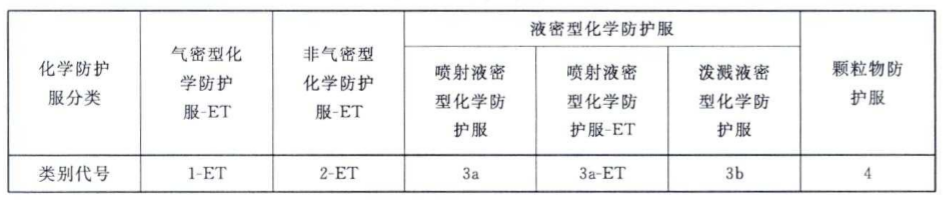 化学防护
服分类
气密型化
学防护
服-ET
非气密型
化学防护
服-ET
液密型化学防护服
喷射液密
型化学防
护服
喷射液密
型化学防
护服-ET
泼溅液密
型化学防
护服
颗粒物防
护服
类别代号
1-ET
2-ET
3a
3a-ET
3b
4